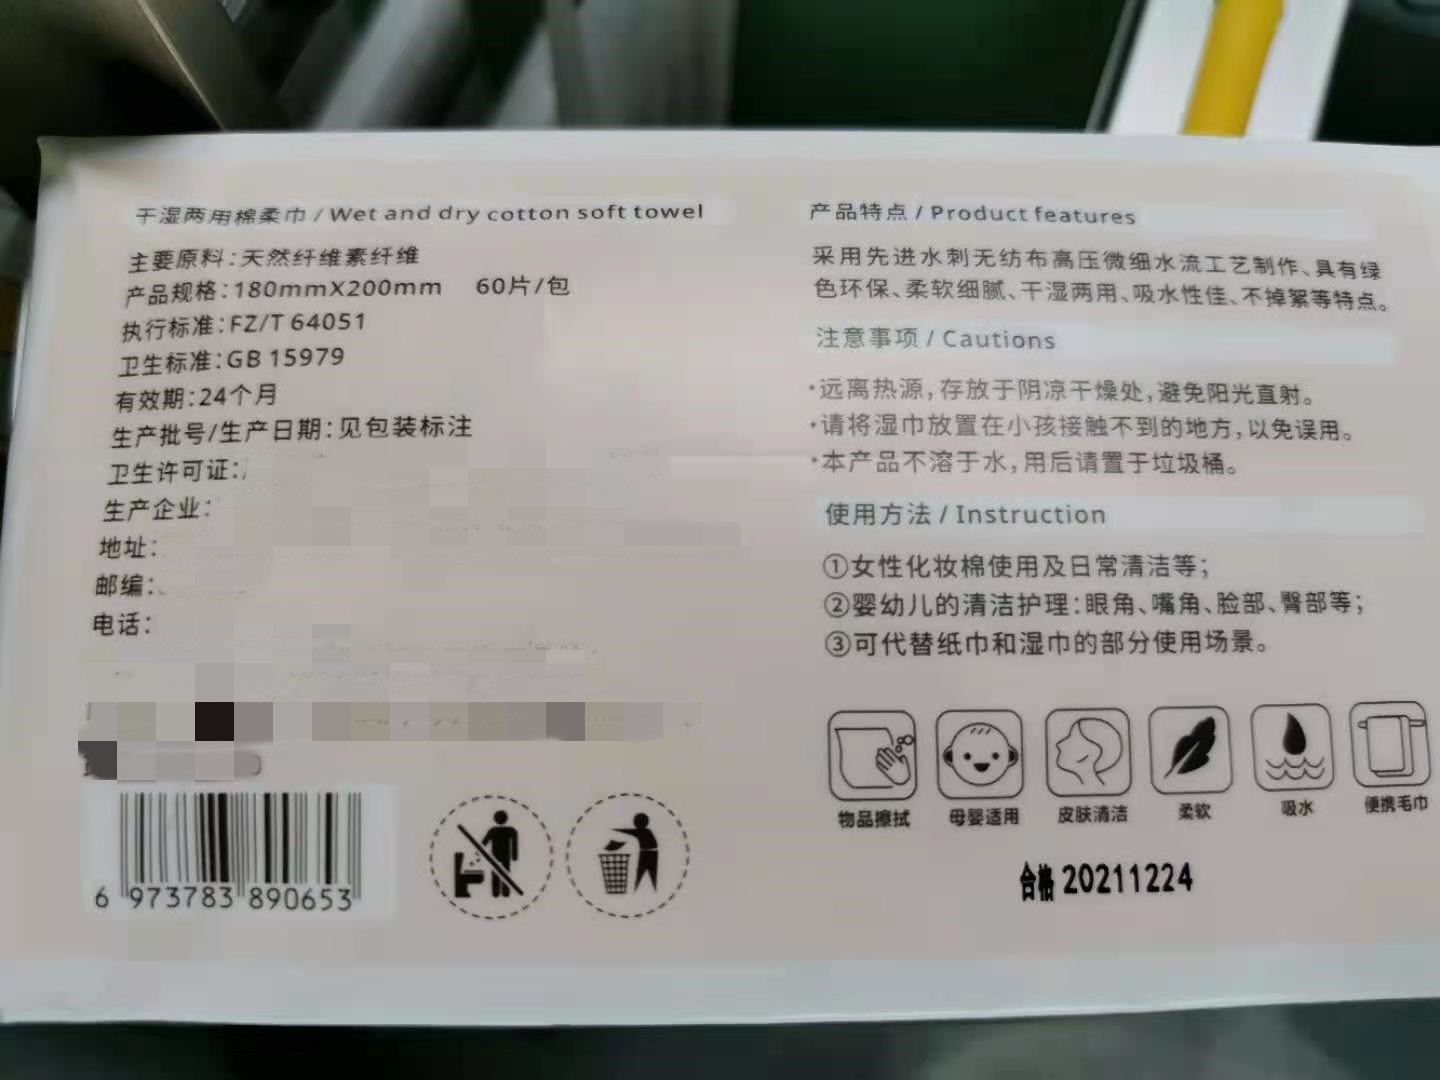 干湿两用棉柔巾 / Wet and dry cotton soft towel
主要原料:天然纤维素纤维
产品规格:180mmX200mm 60片/包
执行标准:FZ/T 64051
卫生标准:GB 15979
有效期:24个月
生产批号/生产日期:见包装标注
卫生许可证:
生产企业:
地址:
邮编:
电话:
6 973783 890653
产品特点 / Product features
采用先进水刺无纺布高压微细水流工艺制作、具有绿
色环保、柔软细腻、干湿两用、吸水性佳、不掉絮等特点。
注意事项 / Cautions
·远离热源,存放于阴凉干燥处,避免阳光直射。
·请将湿巾放置在小孩接触不到的地方,以免误用。
·本产品不溶于水,用后请置于垃圾桶。
使用方法 / Instruction
①女性化妆棉使用及日常清洁等;
②婴幼儿的清洁护理:眼角、嘴角、脸部、臀部等;
③可代替纸巾和湿巾的部分使用场景。
物品擦拭 母婴适用 皮肤清洁 柔软 吸水 便携毛巾
合格 20211224